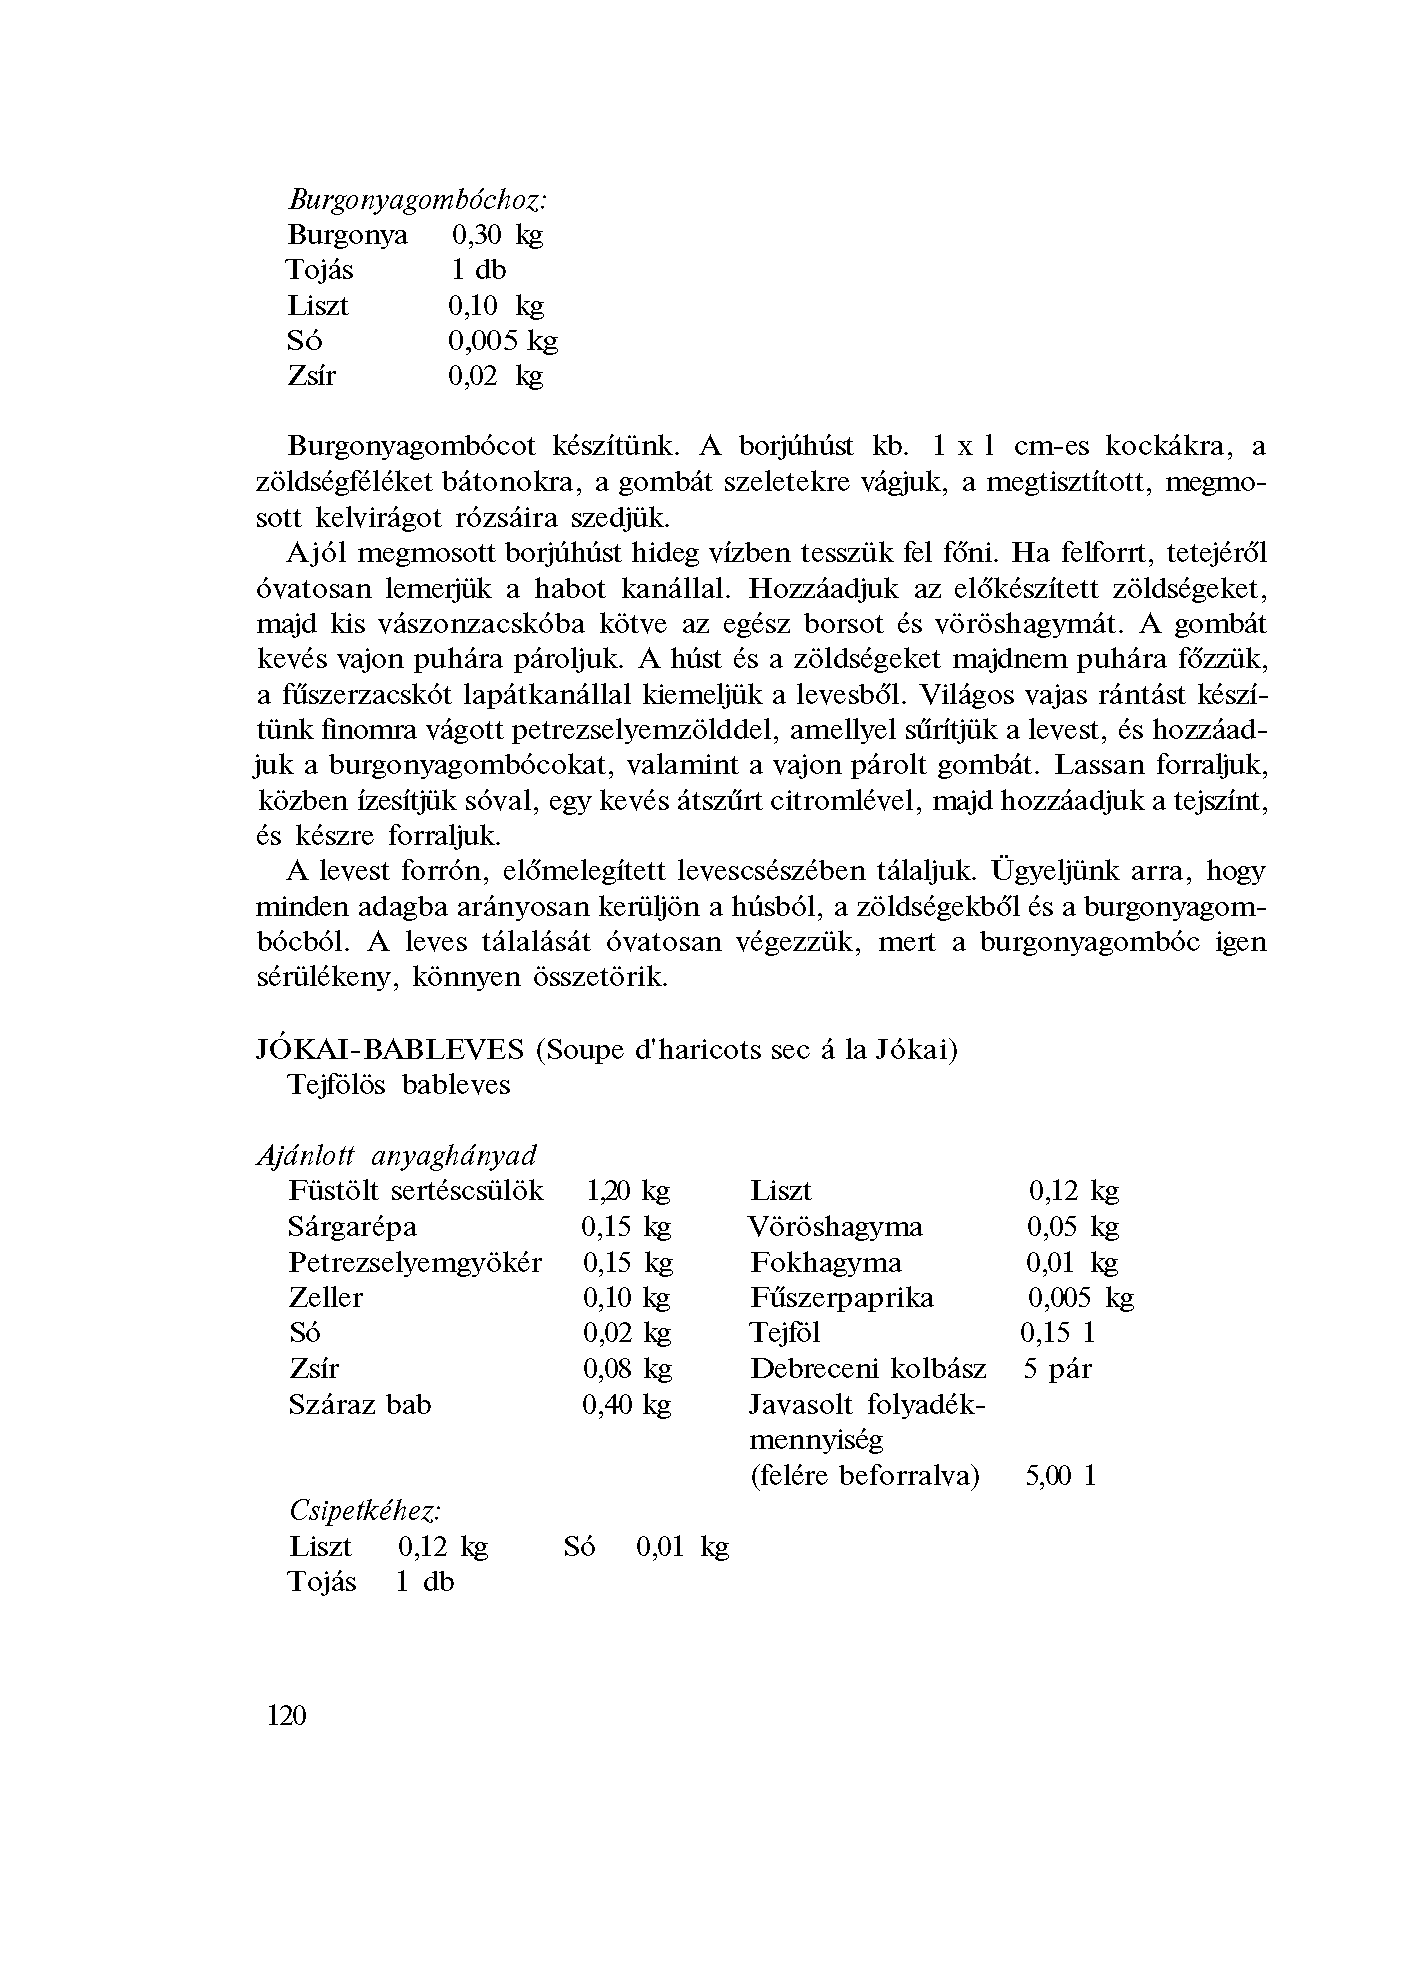 Burgonyagombóchoz:
Burgonya 0,30 kg
Tojás 1 db
Liszt 0,10 kg
Só 0,005 kg
Zsír 0,02 kg
Burgonyagombócot készítünk. A borjúhúst kb. 1 x l cm-es kockákra, a
zöldségféléket bátonokra, a gombát szeletekre vágjuk, a megtisztított, megmo-
sott kelvirágot rózsáira szedjük.
Ajól megmosott borjúhúst hideg vízben tesszük fel főni. Ha felforrt, tetejéről
óvatosan lemerjük a habot kanállal. Hozzáadjuk az előkészített zöldségeket,
majd kis vászonzacskóba kötve az egész borsot és vöröshagymát. A gombát
kevés vajon puhára pároljuk. A húst és a zöldségeket majdnem puhára főzzük,
a fűszerzacskót lapátkanállal kiemeljük a levesből. Világos vajas rántást készí-
tünk finomra vágott petrezselyemzölddel, amellyel sűrítjük a levest, és hozzáad-
juk a burgonyagombócokat, valamint a vajon párolt gombát. Lassan forraljuk,
közben ízesítjük sóval, egy kevés átszűrt citromlével, majd hozzáadjuk a tejszínt,
és készre forraljuk.
A levest forrón, előmelegített levescsészében tálaljuk. Ügyeljünk arra, hogy
minden adagba arányosan kerüljön a húsból, a zöldségekből és a burgonyagom-
bócból. A leves tálalását óvatosan végezzük, mert a burgonyagombóc igen
sérülékeny, könnyen összetörik.
JÓKAI-BABLEVES (Soupe d'haricots sec á la Jókai)
Tejfölös bableves
Ajánlott anyaghányad
Füstölt sertéscsülök 1,20 kg Liszt 0,12 kg
Sárgarépa 0,15 kg Vöröshagyma 0,05 kg
Petrezselyemgyökér 0,15 kg Fokhagyma 0,01 kg
Zeller 0,10 kg Fűszerpaprika 0,005 kg
Só 0,02 kg Tejföl 0,15 1
Zsír 0,08 kg Debreceni kolbász 5 pár
Száraz bab 0,40 kg Javasolt folyadék-
mennyiség
(felére beforralva) 5,00 1
Csipetkéhez:
Liszt 0,12 kg Só 0,01 kg
Tojás 1 db
120